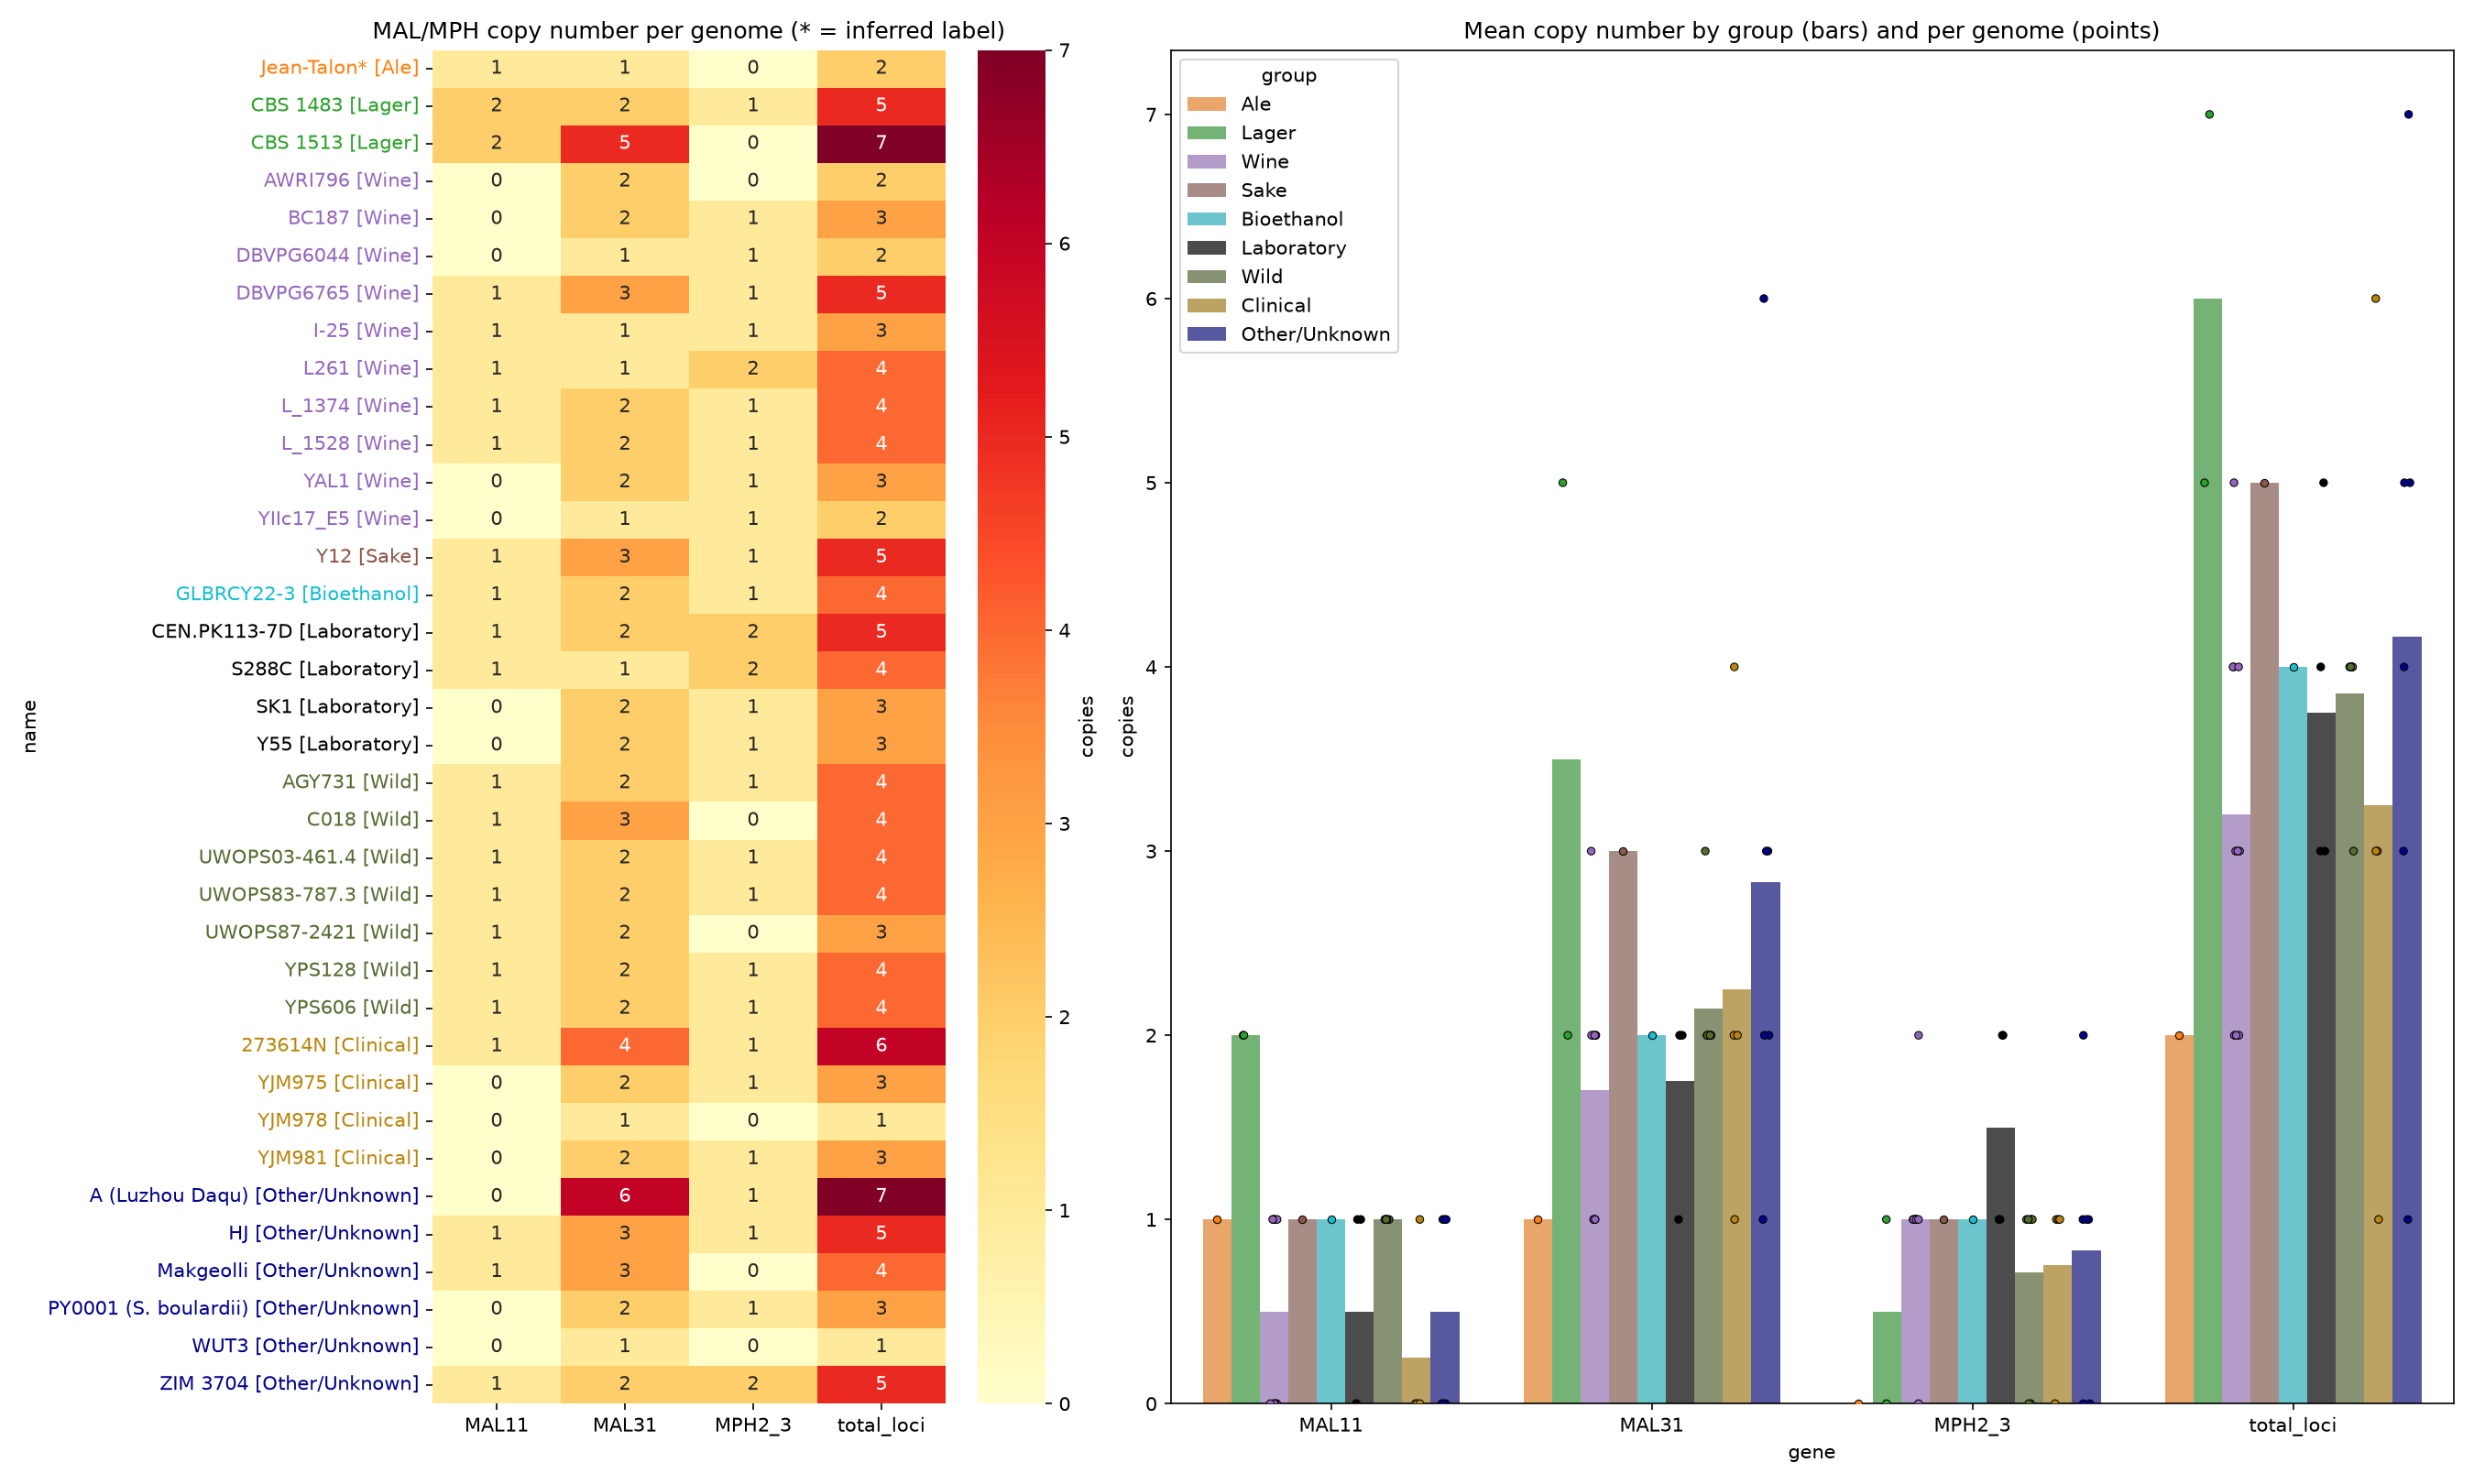 MAL/MPH copy number per genome (* = inferred label)
name
Jean-Talon* [Ale] 1 1 0 2
CBS 1483 [Lager] 2 2 1 5
CBS 1513 [Lager] 2 5 0 7
AWRI796 [Wine] 0 2 0 2
BC187 [Wine] 0 2 1 3
DBVPG6044 [Wine] 0 1 1 2
DBVPG6765 [Wine] 1 3 1 5
I-25 [Wine] 1 1 1 3
L261 [Wine] 1 1 2 4
L_1374 [Wine] 1 2 1 4
L_1528 [Wine] 1 2 1 4
YAL1 [Wine] 0 2 1 3
YIIc17_E5 [Wine] 0 1 1 2
Y12 [Sake] 1 3 1 5
GLBRCY22-3 [Bioethanol] 1 2 1 4
CEN.PK113-7D [Laboratory] 1 2 2 5
S288C [Laboratory] 1 1 2 4
SK1 [Laboratory] 0 2 1 3
Y55 [Laboratory] 0 2 1 3
AGY731 [Wild] 1 2 1 4
C018 [Wild] 1 3 0 4
UWOPS03-461.4 [Wild] 1 2 1 4
UWOPS83-787.3 [Wild] 1 2 1 4
UWOPS87-2421 [Wild] 1 2 0 3
YPS128 [Wild] 1 2 1 4
YPS606 [Wild] 1 2 1 4
273614N [Clinical] 1 4 1 6
YJM975 [Clinical] 0 2 1 3
YJM978 [Clinical] 0 1 0 1
YJM981 [Clinical] 0 2 1 3
A (Luzhou Daqu) [Other/Unknown] 0 6 1 7
HJ [Other/Unknown] 1 3 1 5
Makgeolli [Other/Unknown] 1 3 0 4
PY0001 (S. boulardii) [Other/Unknown] 0 2 1 3
WUT3 [Other/Unknown] 0 1 0 1
ZIM 3704 [Other/Unknown] 1 2 2 5
MAL11 MAL31 MPH2_3 total_loci
7
6
5
4
3
2
1
0
copies
Mean copy number by group (bars) and per genome (points)
group
Ale
Lager
Wine
Sake
Bioethanol
Laboratory
Wild
Clinical
Other/Unknown
copies
7
6
5
4
3
2
1
0
MAL11 MAL31 MPH2_3 total_loci
gene